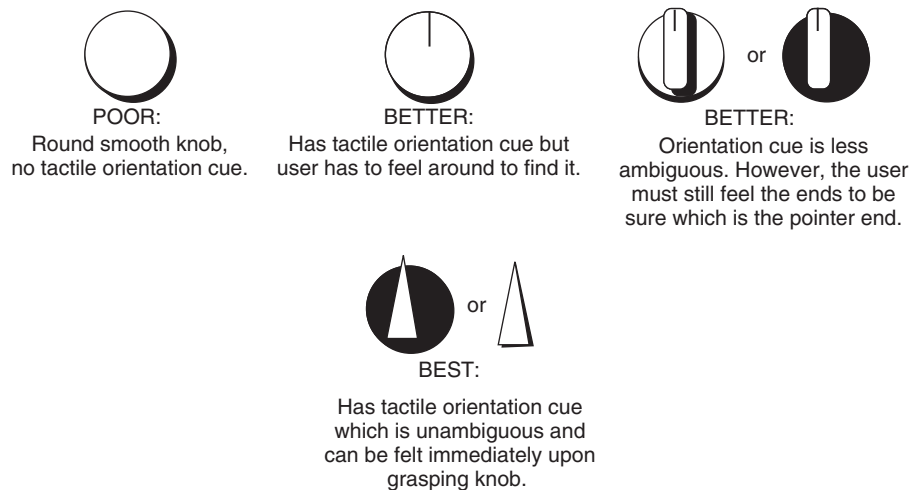 POOR:
Round smooth knob,
no tactile orientation cue.
BETTER:
Has tactile orientation cue but
user has to feel around to find it.
or
BETTER:
Orientation cue is less
ambiguous. However, the user
must still feel the ends to be
sure which is the pointer end.
or
BEST:
Has tactile orientation cue
which is unambiguous and
can be felt immediately upon
grasping knob.